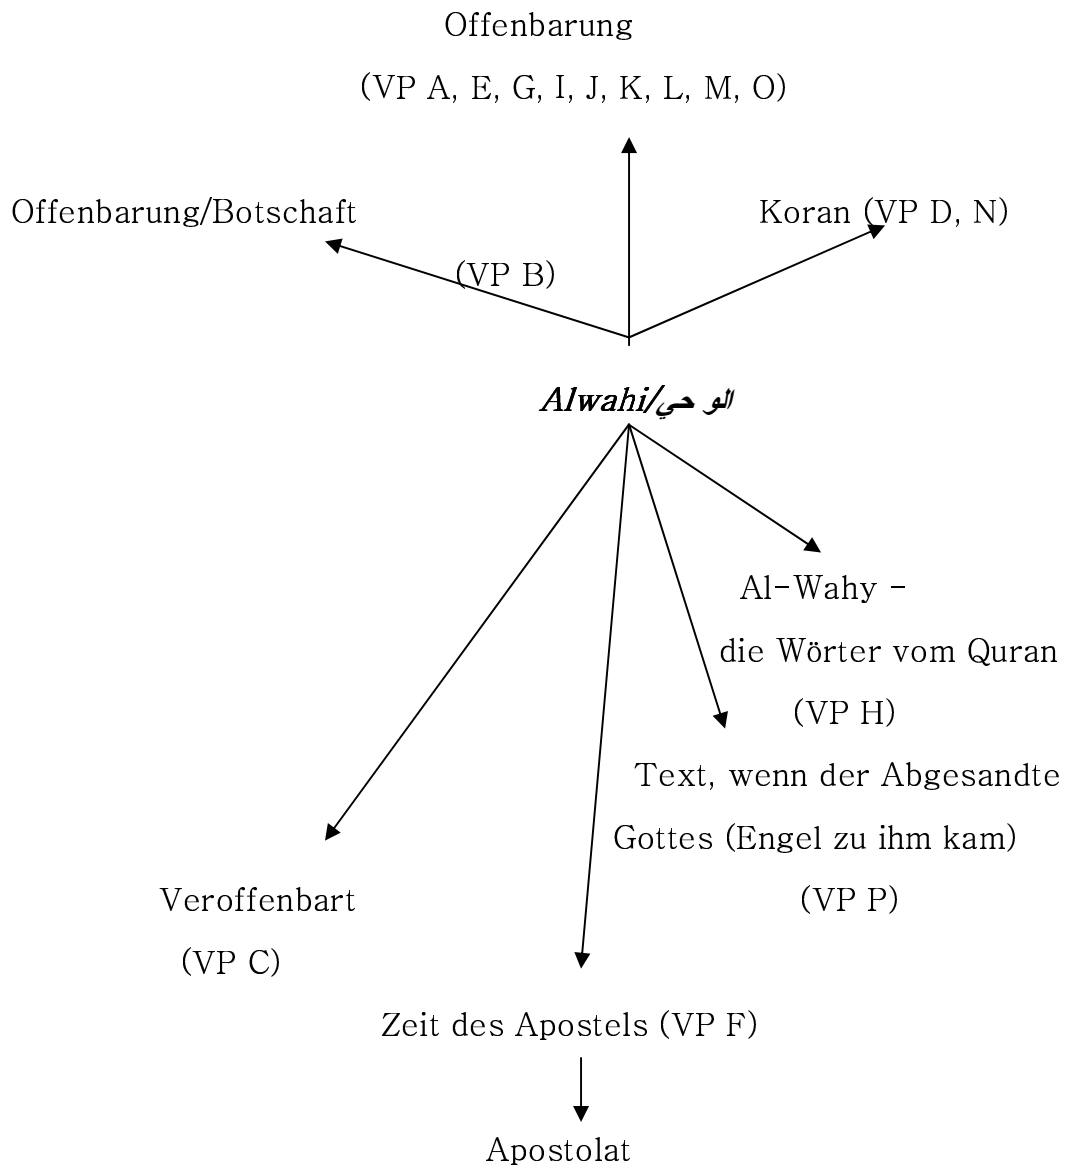 Offenbarung
(VP A, E, G, I, J, K, L, M, O)
Offenbarung/Botschaft
(VP B)
Koran (VP D, N)
Alwahi/الو حي
Al-Wahy -
die Wörter vom Quran
(VP H)
Text, wenn der Abgesandte
Gottes (Engel zu ihm kam)
(VP P)
Veroffenbart
(VP C)
Zeit des Apostels (VP F)
Apostolat